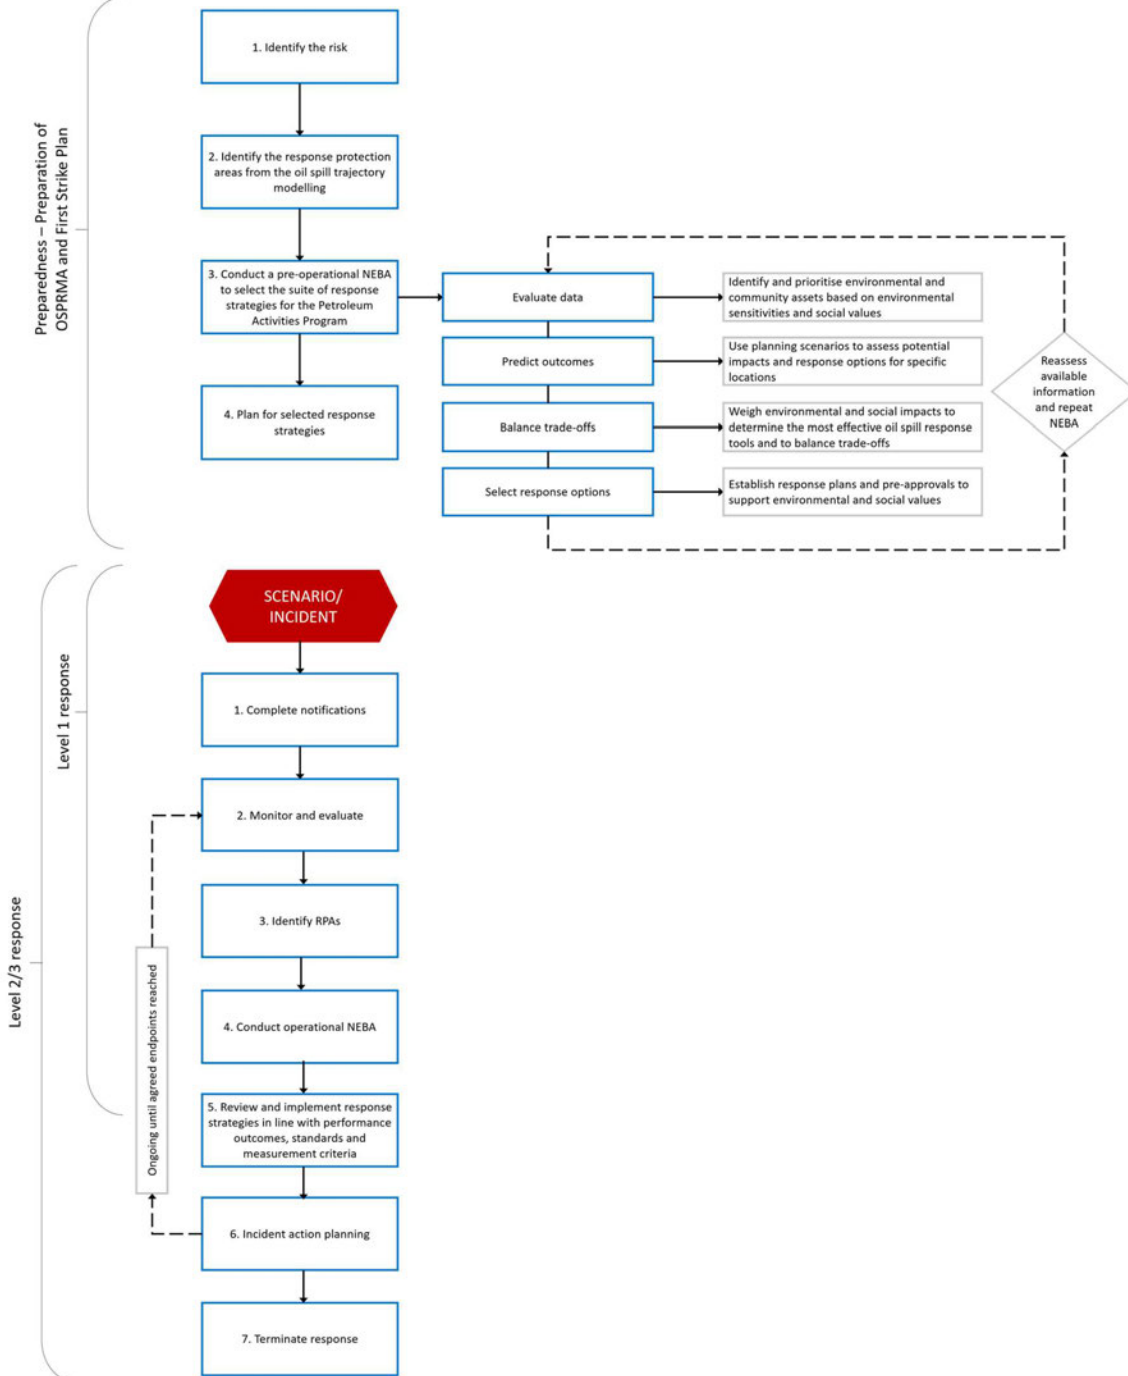 Preparedness – Preparation of
OSPRMA and First Strike Plan
1. Identify the risk
2. Identify the response protection
areas from the oil spill trajectory
modelling
3. Conduct a pre-operational NEBA
to select the suite of response
strategies for the Petroleum
Activities Program
4. Plan for selected response
strategies
Evaluate data
Identify and prioritise environmental and
community assets based on environmental
sensitivities and social values
Predict outcomes
Use planning scenarios to assess potential
impacts and response options for specific
locations
Balance trade-offs
Weigh environmental and social impacts to
determine the most effective oil spill response
tools and to balance trade-offs
Select response options
Establish response plans and pre-approvals to
support environmental and social values
Reassess
available
information
and repeat
NEBA
Level 2/3 response
Level 1 response
SCENARIO/
INCIDENT
1. Complete notifications
2. Monitor and evaluate
3. Identify RPAs
4. Conduct operational NEBA
5. Review and implement response
strategies in line with performance
outcomes, standards and
measurement criteria
6. Incident action planning
Ongoing until agreed endpoints reached
7. Terminate response